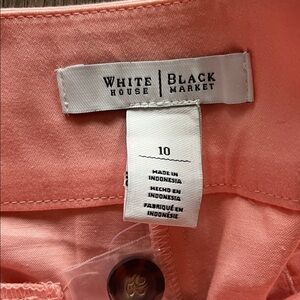 WHITE | BLACK
HOUSE | MARKET
10
MADE IN
INDONESIA
HECHO EN
INDONESIA
FABRIQUÉ EN
INDONÉSIE